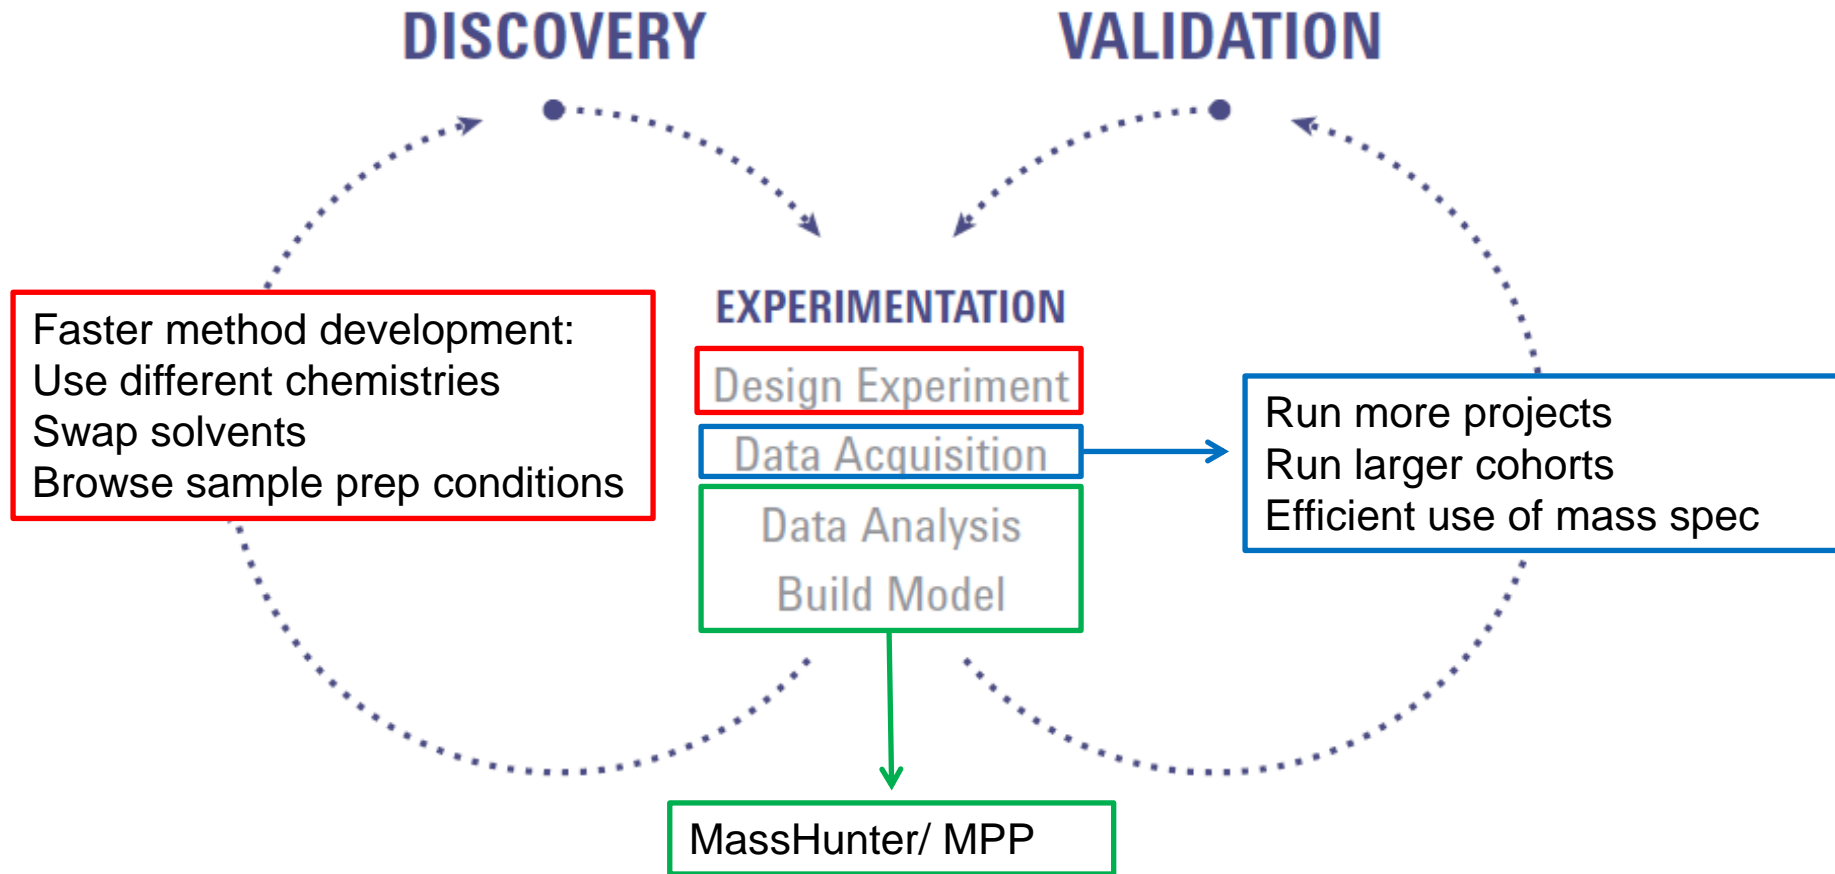 DISCOVERY
VALIDATION
Faster method development:
Use different chemistries
Swap solvents
Browse sample prep conditions
EXPERIMENTATION
Design Experiment
Data Acquisition
Data Analysis
Build Model
Run more projects
Run larger cohorts
Efficient use of mass spec
MassHunter/ MPP